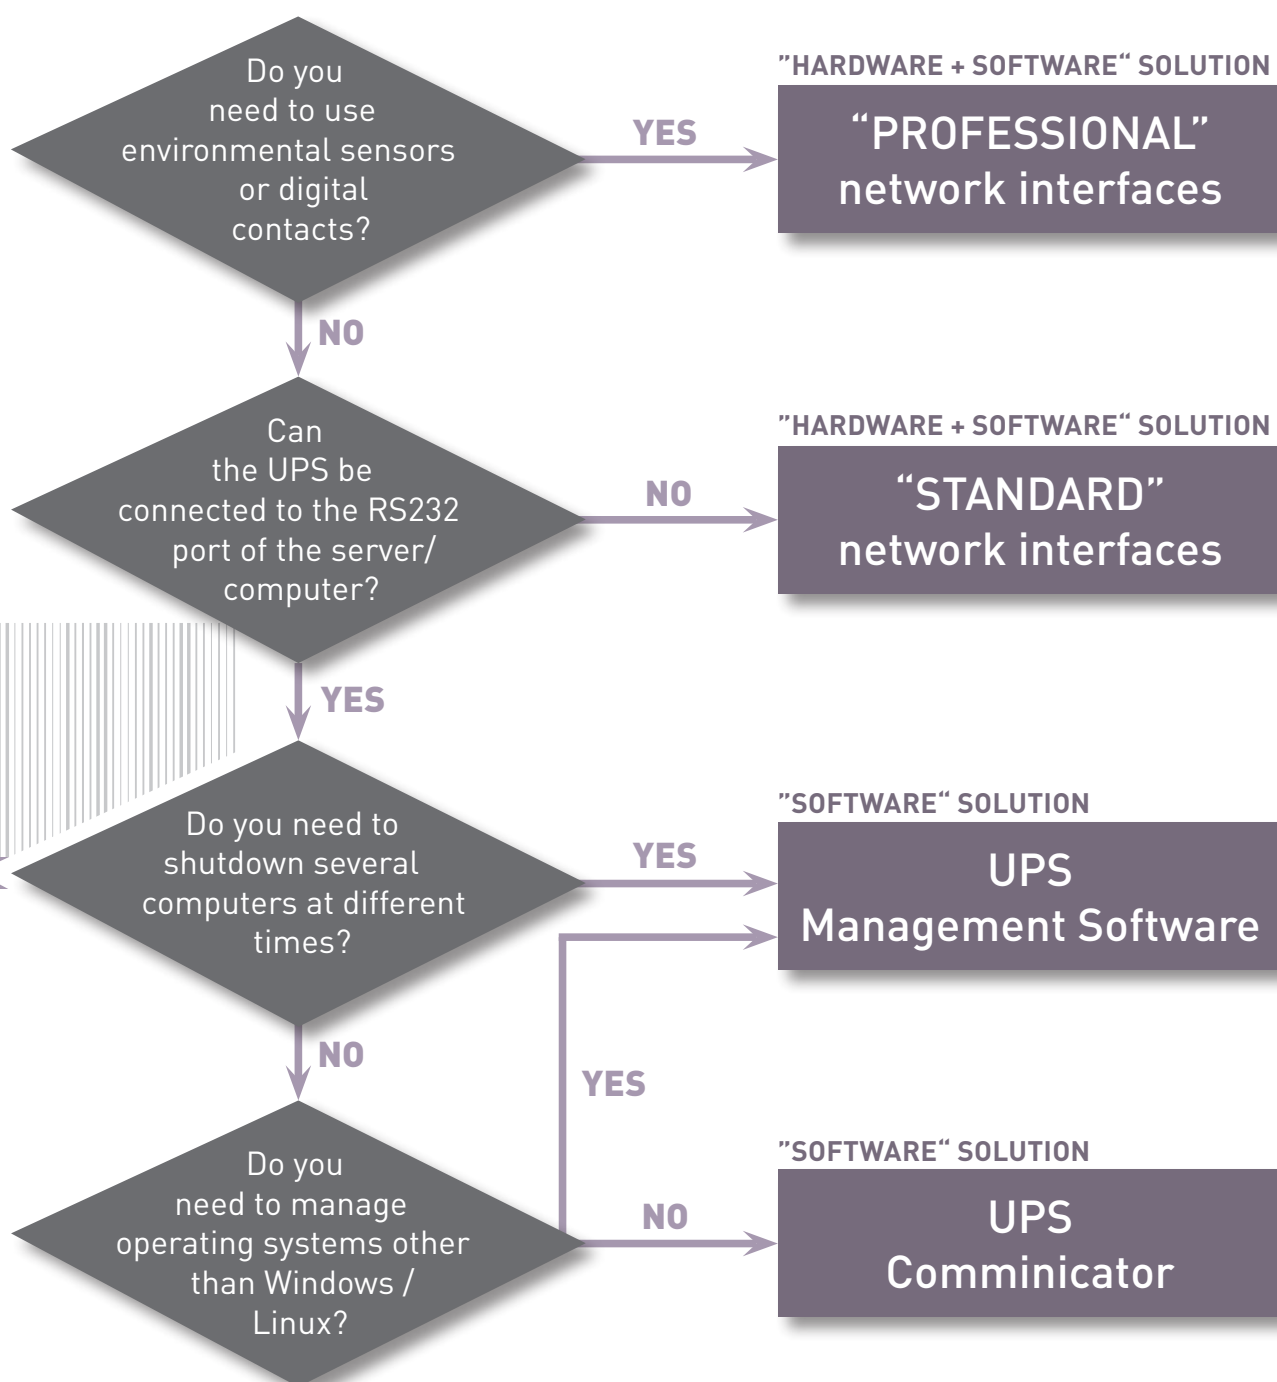 Do you
need to use
environmental sensors
or digital
contacts?
YES
”HARDWARE + SOFTWARE“ SOLUTION
“PROFESSIONAL”
network interfaces
NO
Can
the UPS be
connected to the RS232
port of the server/
computer?
NO
”HARDWARE + SOFTWARE“ SOLUTION
“STANDARD”
network interfaces
YES
Do you need to
shutdown several
computers at different
times?
YES
”SOFTWARE“ SOLUTION
UPS
Management Software
NO
YES
Do you
need to manage
operating systems other
than Windows /
Linux?
NO
”SOFTWARE“ SOLUTION
UPS
Comminicator